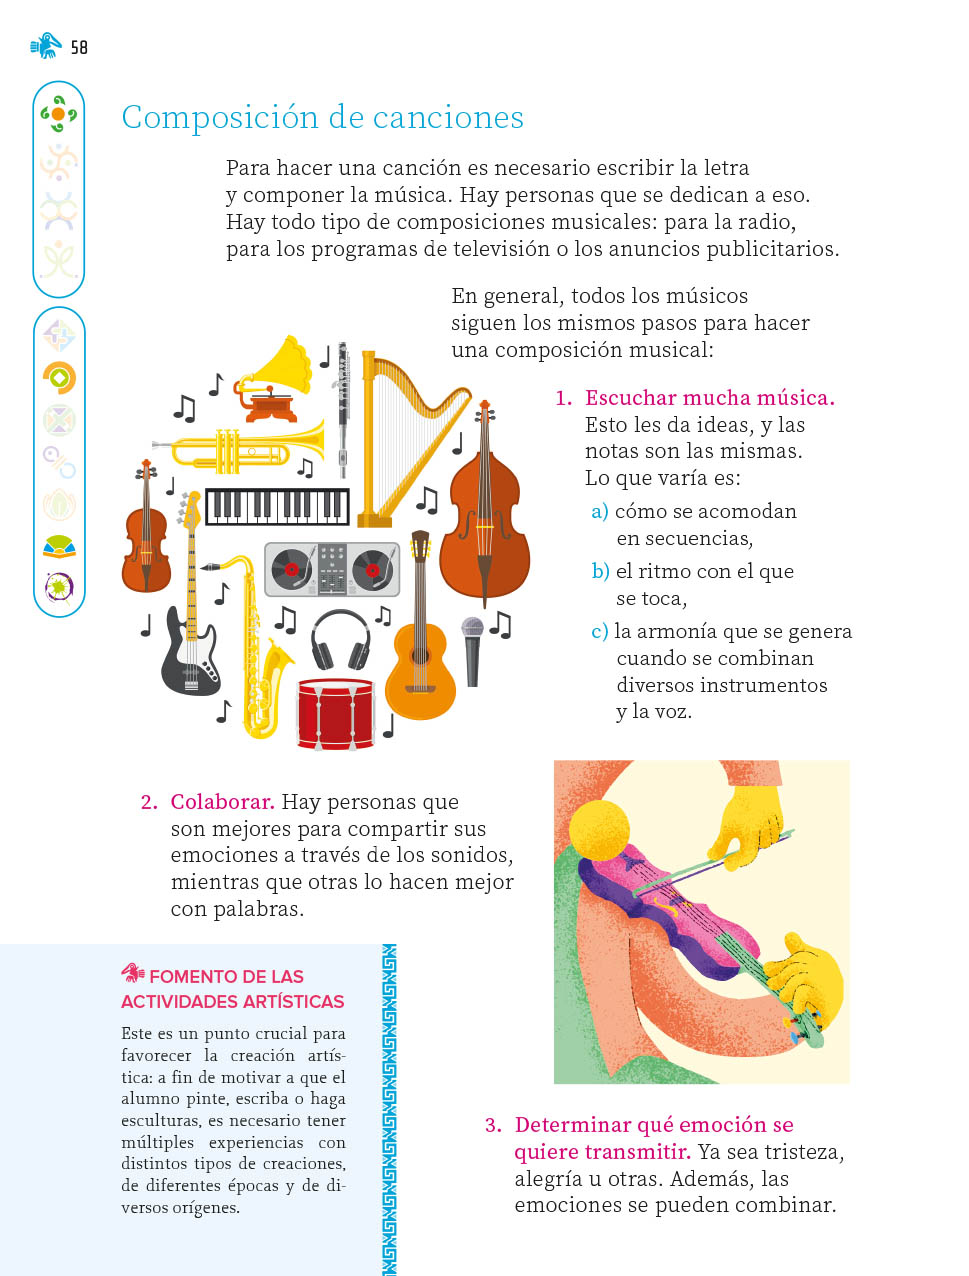 58
Composición de canciones
Para hacer una canción es necesario escribir la letra
y componer la música. Hay personas que se dedican a eso.
Hay todo tipo de composiciones musicales: para la radio,
para los programas de televisión o los anuncios publicitarios.
En general, todos los músicos
siguen los mismos pasos para hacer
una composición musical:
1. Escuchar mucha música.
Esto les da ideas, y las
notas son las mismas.
Lo que varía es:
a) cómo se acomodan
en secuencias,
b) el ritmo con el que
se toca,
c) la armonía que se genera
cuando se combinan
diversos instrumentos
y la voz.
2. Colaborar. Hay personas que
son mejores para compartir sus
emociones a través de los sonidos,
mientras que otras lo hacen mejor
con palabras.
FOMENTO DE LAS
ACTIVIDADES ARTÍSTICAS
Este es un punto crucial para
favorecer la creación artís-
tica: a fin de motivar a que el
alumno pinte, escriba o haga
esculturas, es necesario tener
múltiples experiencias con
distintos tipos de creaciones,
de diferentes épocas y de di-
versos orígenes.
3. Determinar qué emoción se
quiere transmitir. Ya sea tristeza,
alegría u otras. Además, las
emociones se pueden combinar.